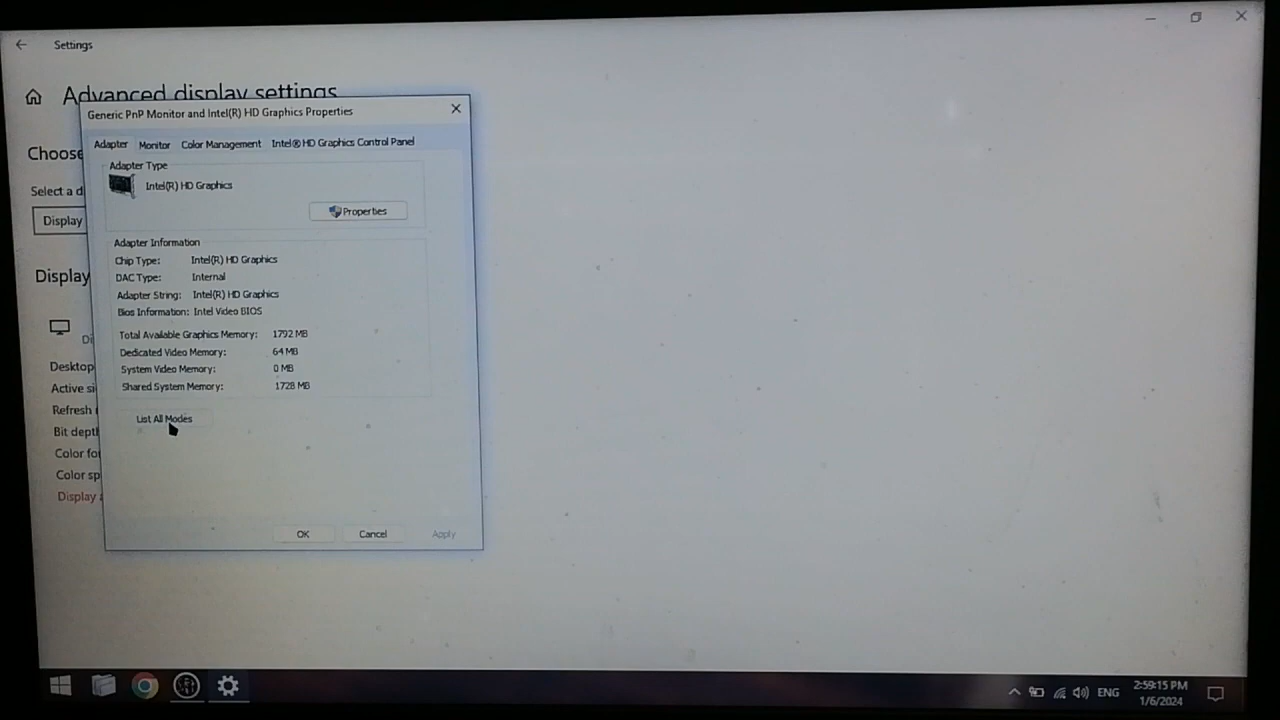 Settings
Advanced display settings
Generic PnP Monitor and Intel(R) HD Graphics Properties
Adapter Monitor Color Management Intel® HD Graphics Control Panel
Choose
Adapter Type
Intel(R) HD Graphics
Select a d
Properties
Display
Adapter Information
Chip Type: Intel(R) HD Graphics
Display
DAC Type: Internal
Adapter String: Intel(R) HD Graphics
Bios Information: Intel Video BIOS
Total Available Graphics Memory: 1792 MB
Di
Dedicated Video Memory: 64 MB
Desktop
System Video Memory: 0 MB
Active si
Shared System Memory: 1728 MB
Refresh
List All Modes
Bit dept
Color fo
Color sp
Display
OK Cancel Apply
ENG
2:59:15 PM
1/6/2024